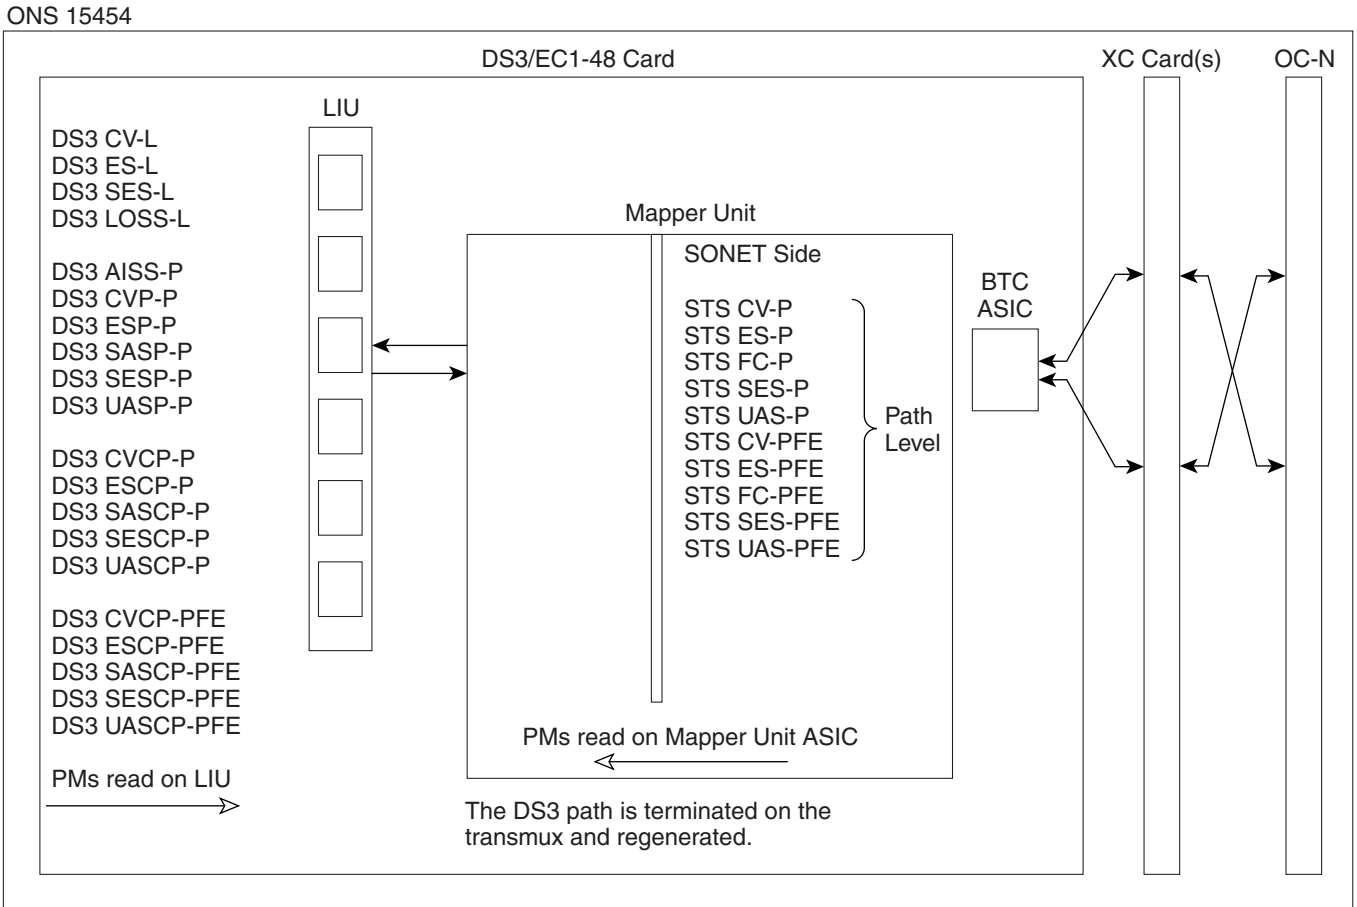 ONS 15454
DS3/EC1-48 Card
XC Card(s)
OC-N
LIU
DS3 CV-L
DS3 ES-L
DS3 SES-L
DS3 LOSS-L
DS3 AISS-P
DS3 CVP-P
DS3 ESP-P
DS3 SASP-P
DS3 SESP-P
DS3 UASP-P
DS3 CVCP-P
DS3 ESCP-P
DS3 SASCP-P
DS3 SESCP-P
DS3 UASCP-P
DS3 CVCP-PFE
DS3 ESCP-PFE
DS3 SASCP-PFE
DS3 SESCP-PFE
DS3 UASCP-PFE
PMs read on LIU
Mapper Unit
SONET Side
STS CV-P
STS ES-P
STS FC-P
STS SES-P
STS UAS-P
STS CV-PFE
STS ES-PFE
STS FC-PFE
STS SES-PFE
STS UAS-PFE
Path
Level
PMs read on Mapper Unit ASIC
The DS3 path is terminated on the
transmux and regenerated.
BTC
ASIC